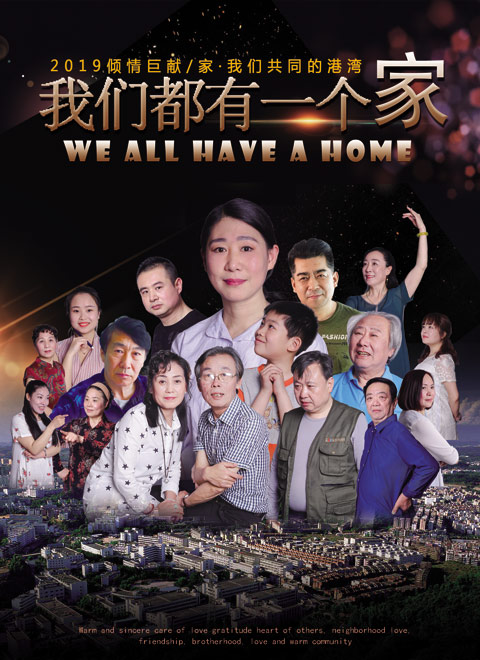 2019倾情巨献/家·我们共同的港湾
我们都有一个家
WE ALL HAVE A HOME
FASHION
Warm and sincere care of love gratitude heart of others, neighborhood love,
friendship, brotherhood, love and warm community